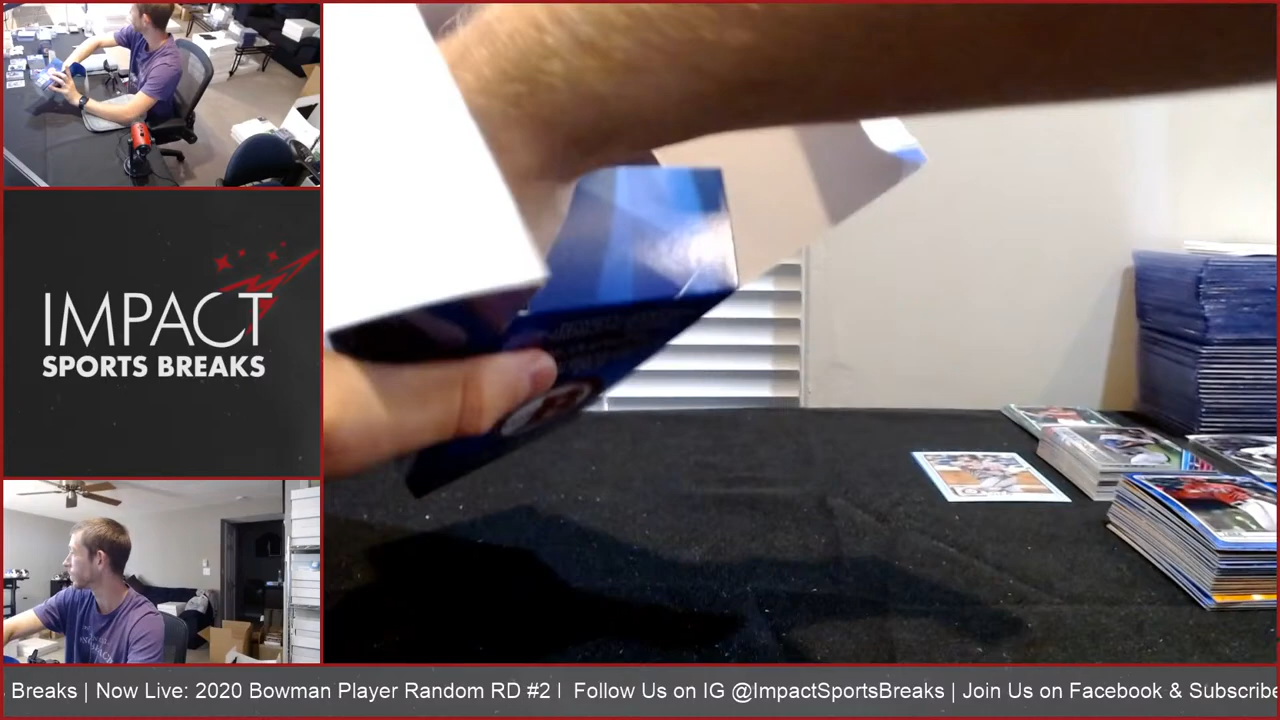 IMPACT
SPORTS BREAKS
Breaks | Now Live: 2020 Bowman Player Random RD #2 | Follow Us on IG @ImpactSportsBreaks | Join Us on Facebook & Subscribe